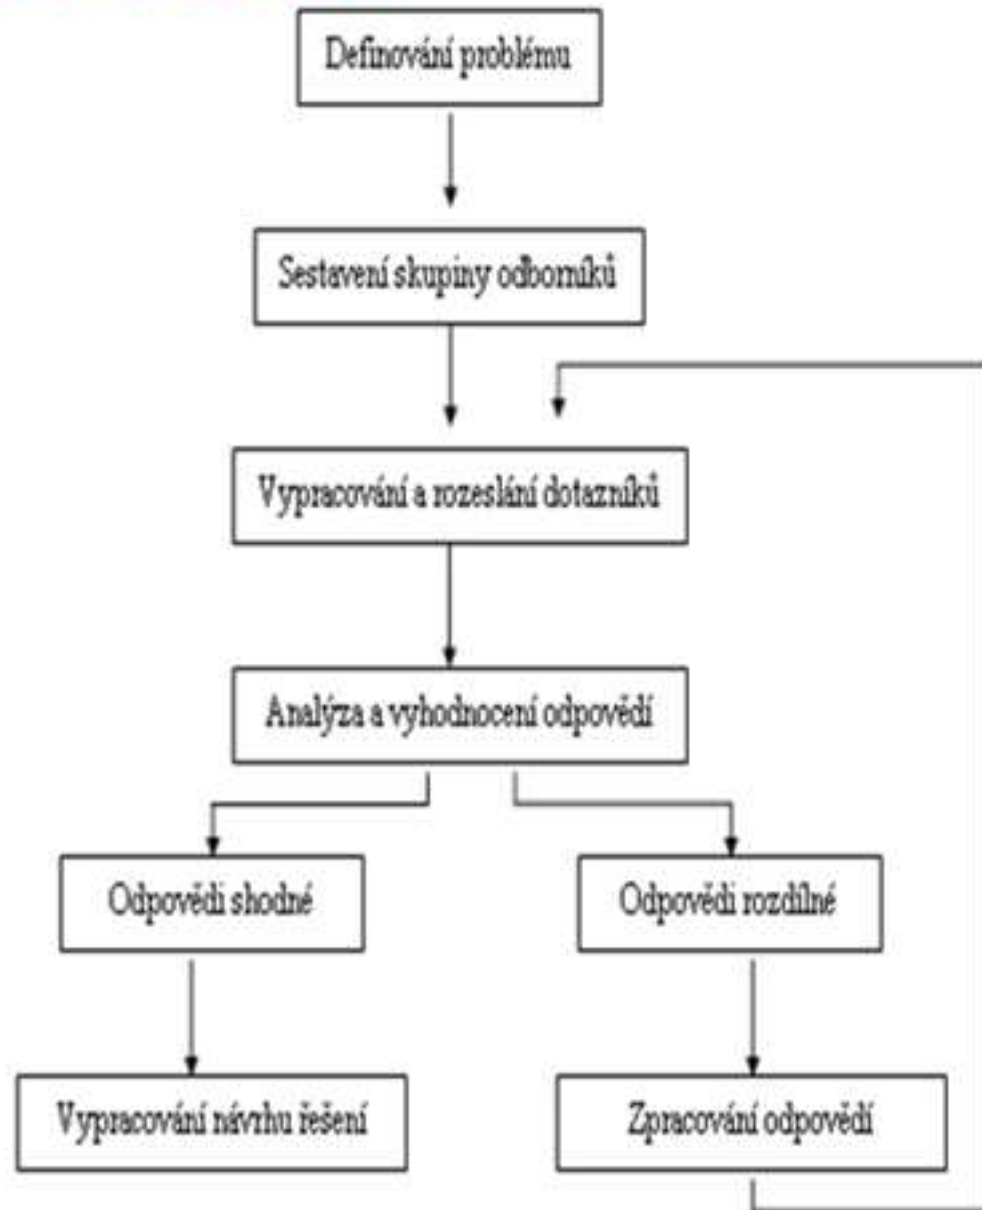 Definování problému
Sestavení skupiny odborníků
Vypracování a rozeslání dotazníků
Analýza a vyhodnocení odpovědí
Odpovědi shodné
Odpovědi rozdílné
Vypracování návrhu řešení
Zpracování odpovědí